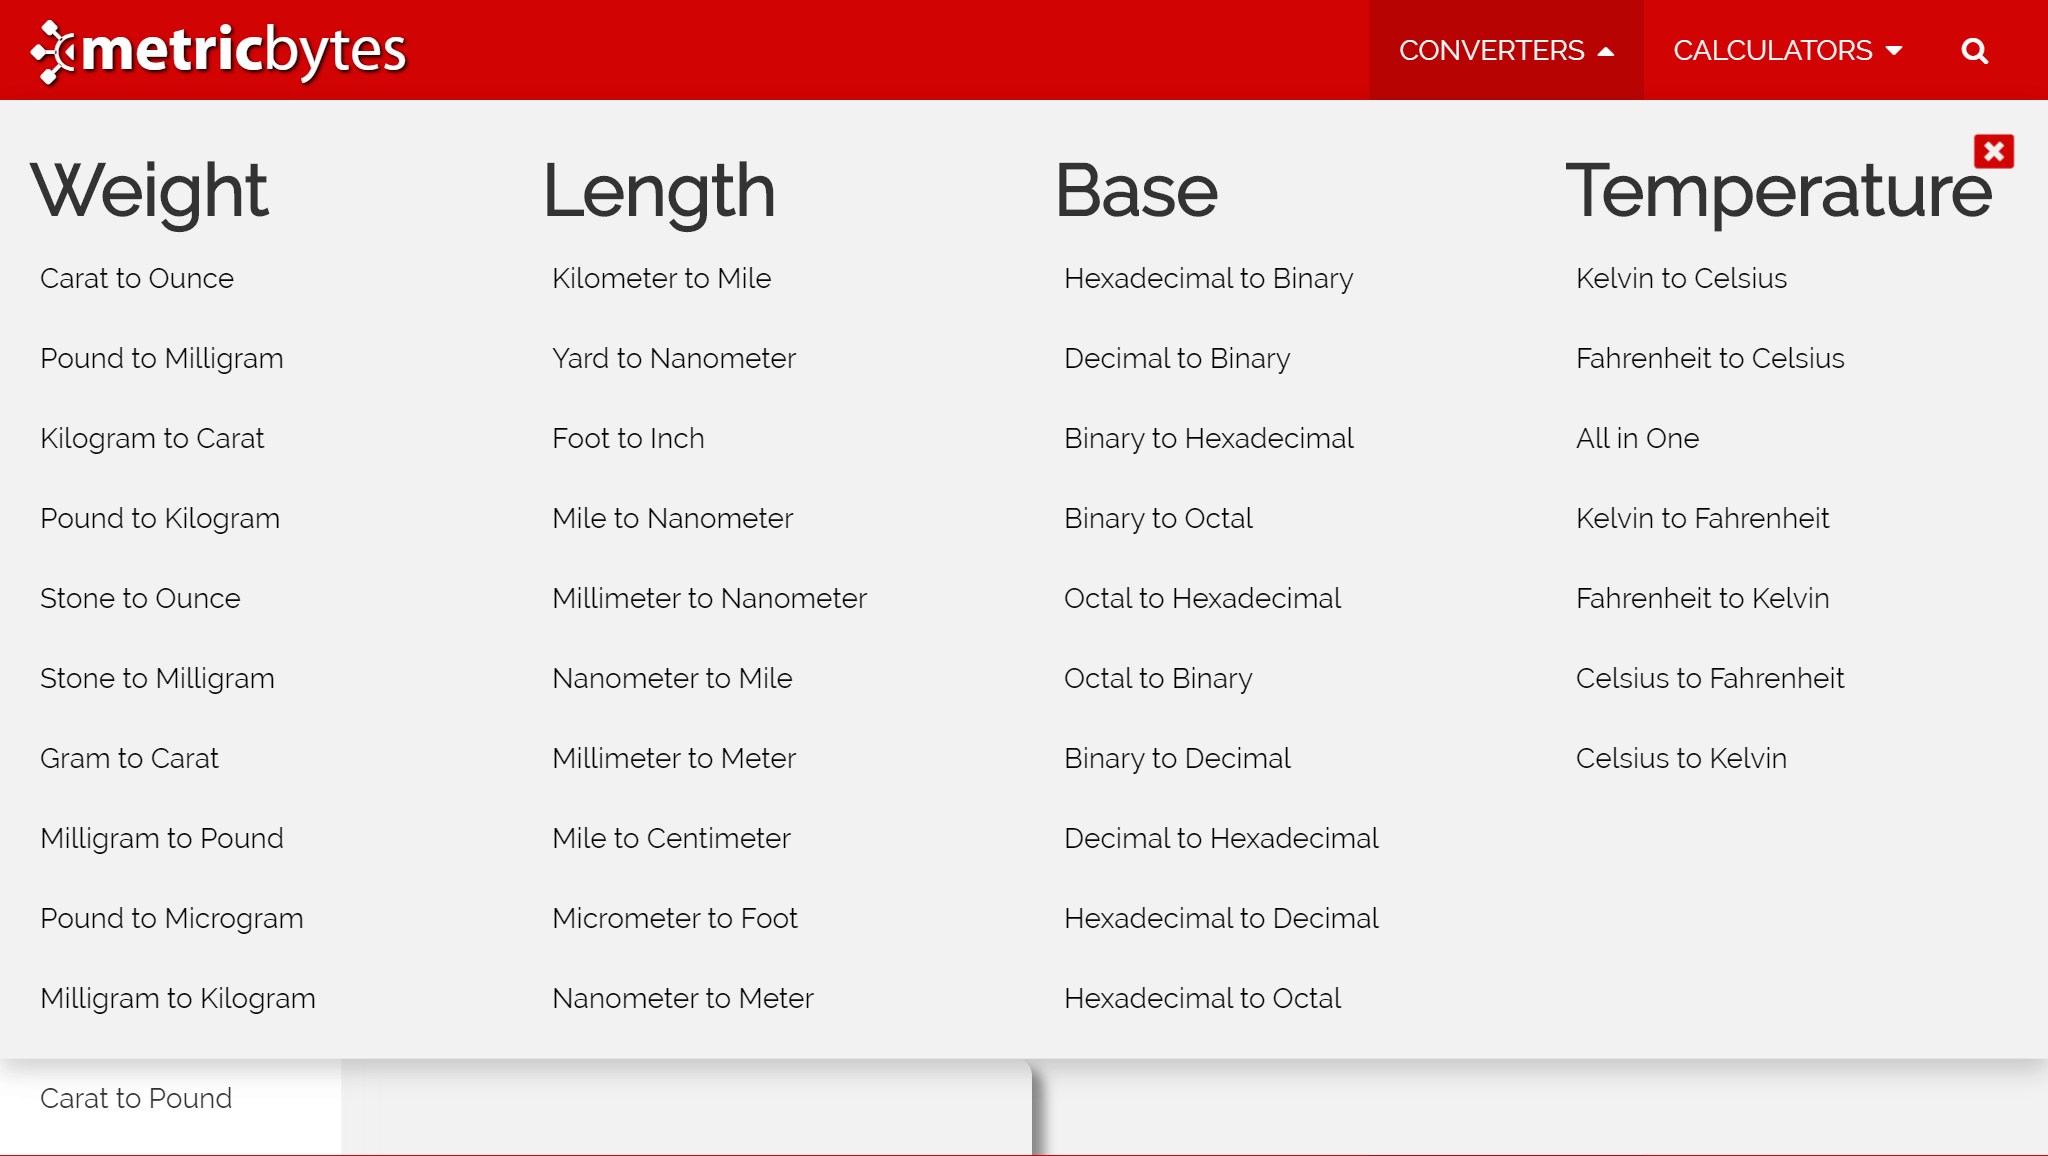 metricbytes
CONVERTERS
CALCULATORS
Weight
Carat to Ounce
Pound to Milligram
Kilogram to Carat
Pound to Kilogram
Stone to Ounce
Stone to Milligram
Gram to Carat
Milligram to Pound
Pound to Microgram
Milligram to Kilogram
Length
Kilometer to Mile
Yard to Nanometer
Foot to Inch
Mile to Nanometer
Millimeter to Nanometer
Nanometer to Mile
Millimeter to Meter
Mile to Centimeter
Micrometer to Foot
Nanometer to Meter
Base
Hexadecimal to Binary
Decimal to Binary
Binary to Hexadecimal
Binary to Octal
Octal to Hexadecimal
Octal to Binary
Binary to Decimal
Decimal to Hexadecimal
Hexadecimal to Decimal
Hexadecimal to Octal
Temperature
Kelvin to Celsius
Fahrenheit to Celsius
All in One
Kelvin to Fahrenheit
Fahrenheit to Kelvin
Celsius to Fahrenheit
Celsius to Kelvin
Carat to Pound